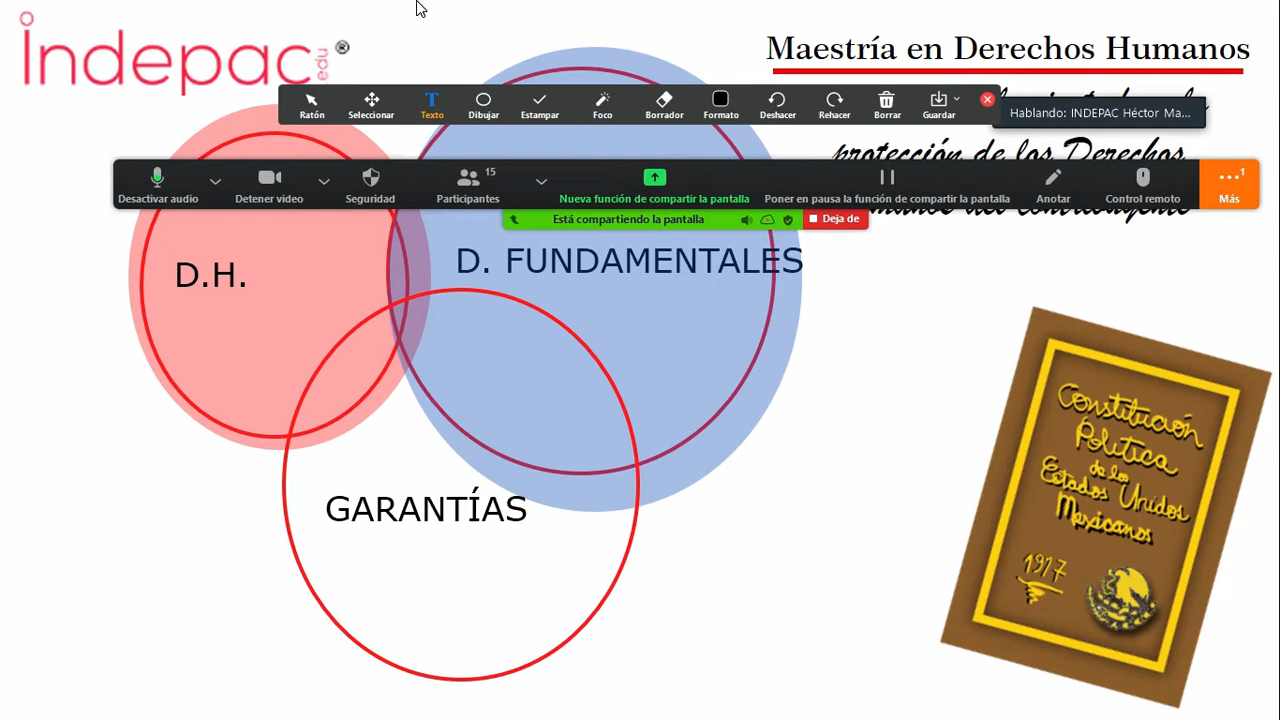 indepac
edu
®
Maestría en Derechos Humanos
Ratón
Seleccionar
Texto
Dibujar
Estampar
Foco
Borrador
Formato
Deshacer
Rehacer
Borrar
Guardar
Hablando: INDEPAC Héctor Ma...
protección de los Derechos
Desactivar audio
Detener video
Seguridad
Participantes
15
Nueva función de compartir la pantalla
Poner en pausa la función de compartir la pantalla
Anotar
Control remoto
1
Más
Está compartiendo la pantalla
Deja de
D.H.
D. FUNDAMENTALES
GARANTÍAS
Constitución
Política
de los
Estados Unidos
Mexicanos
1917